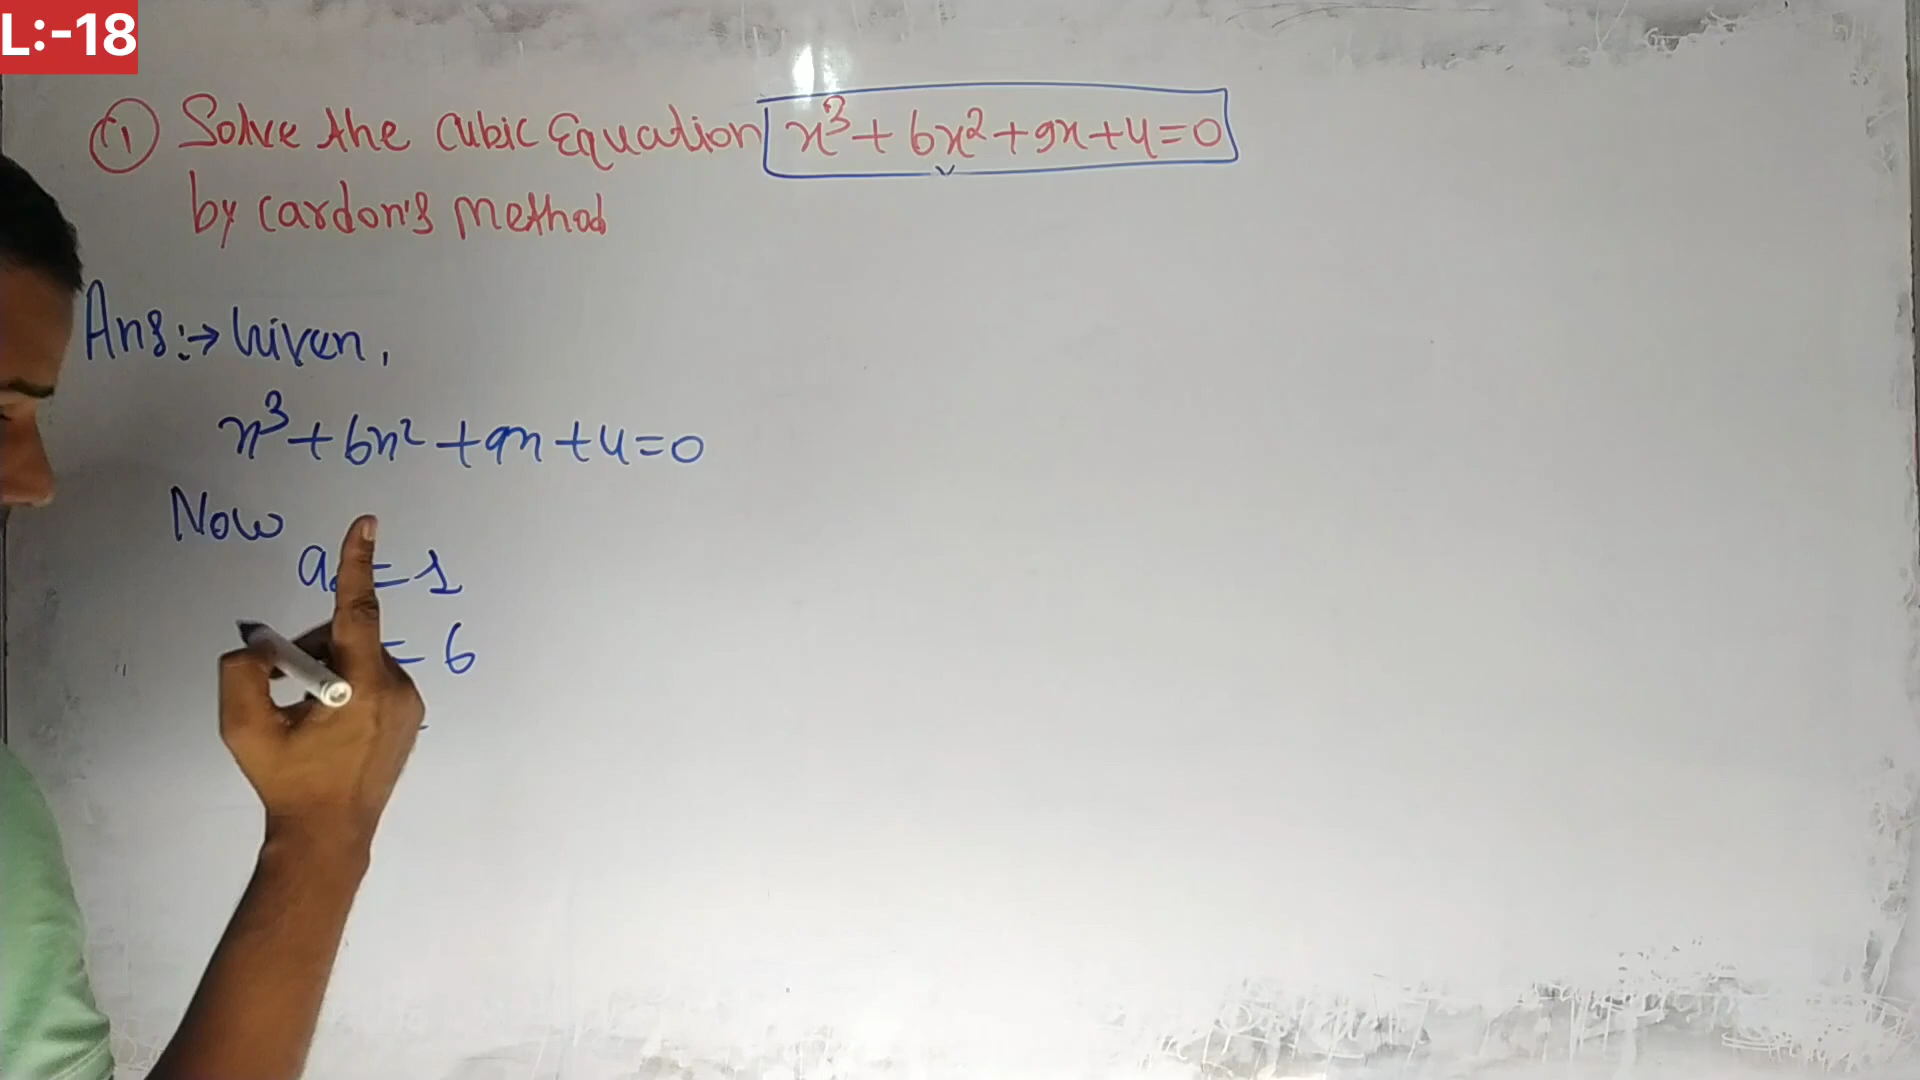 L:-18
① Solve the Cubic Equation x³ + 6x² + 9x + 4 = 0
by Cardon's Method
Ans:→ Given,
x³ + 6x² + 9x + 4 = 0
Now
= 1
= 6